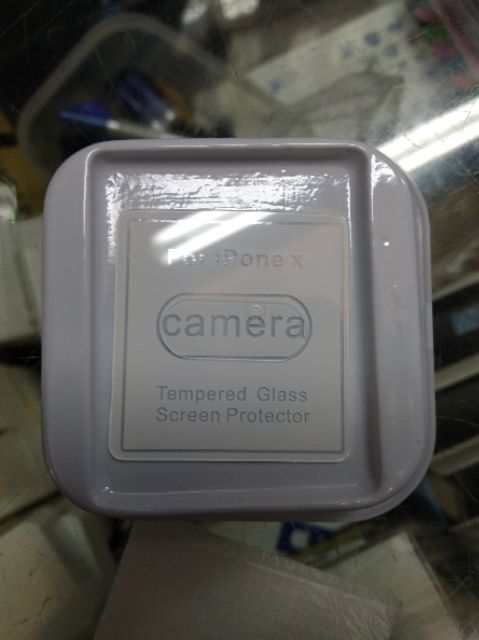 For iPone x
camera
Tempered Glass
Screen Protector